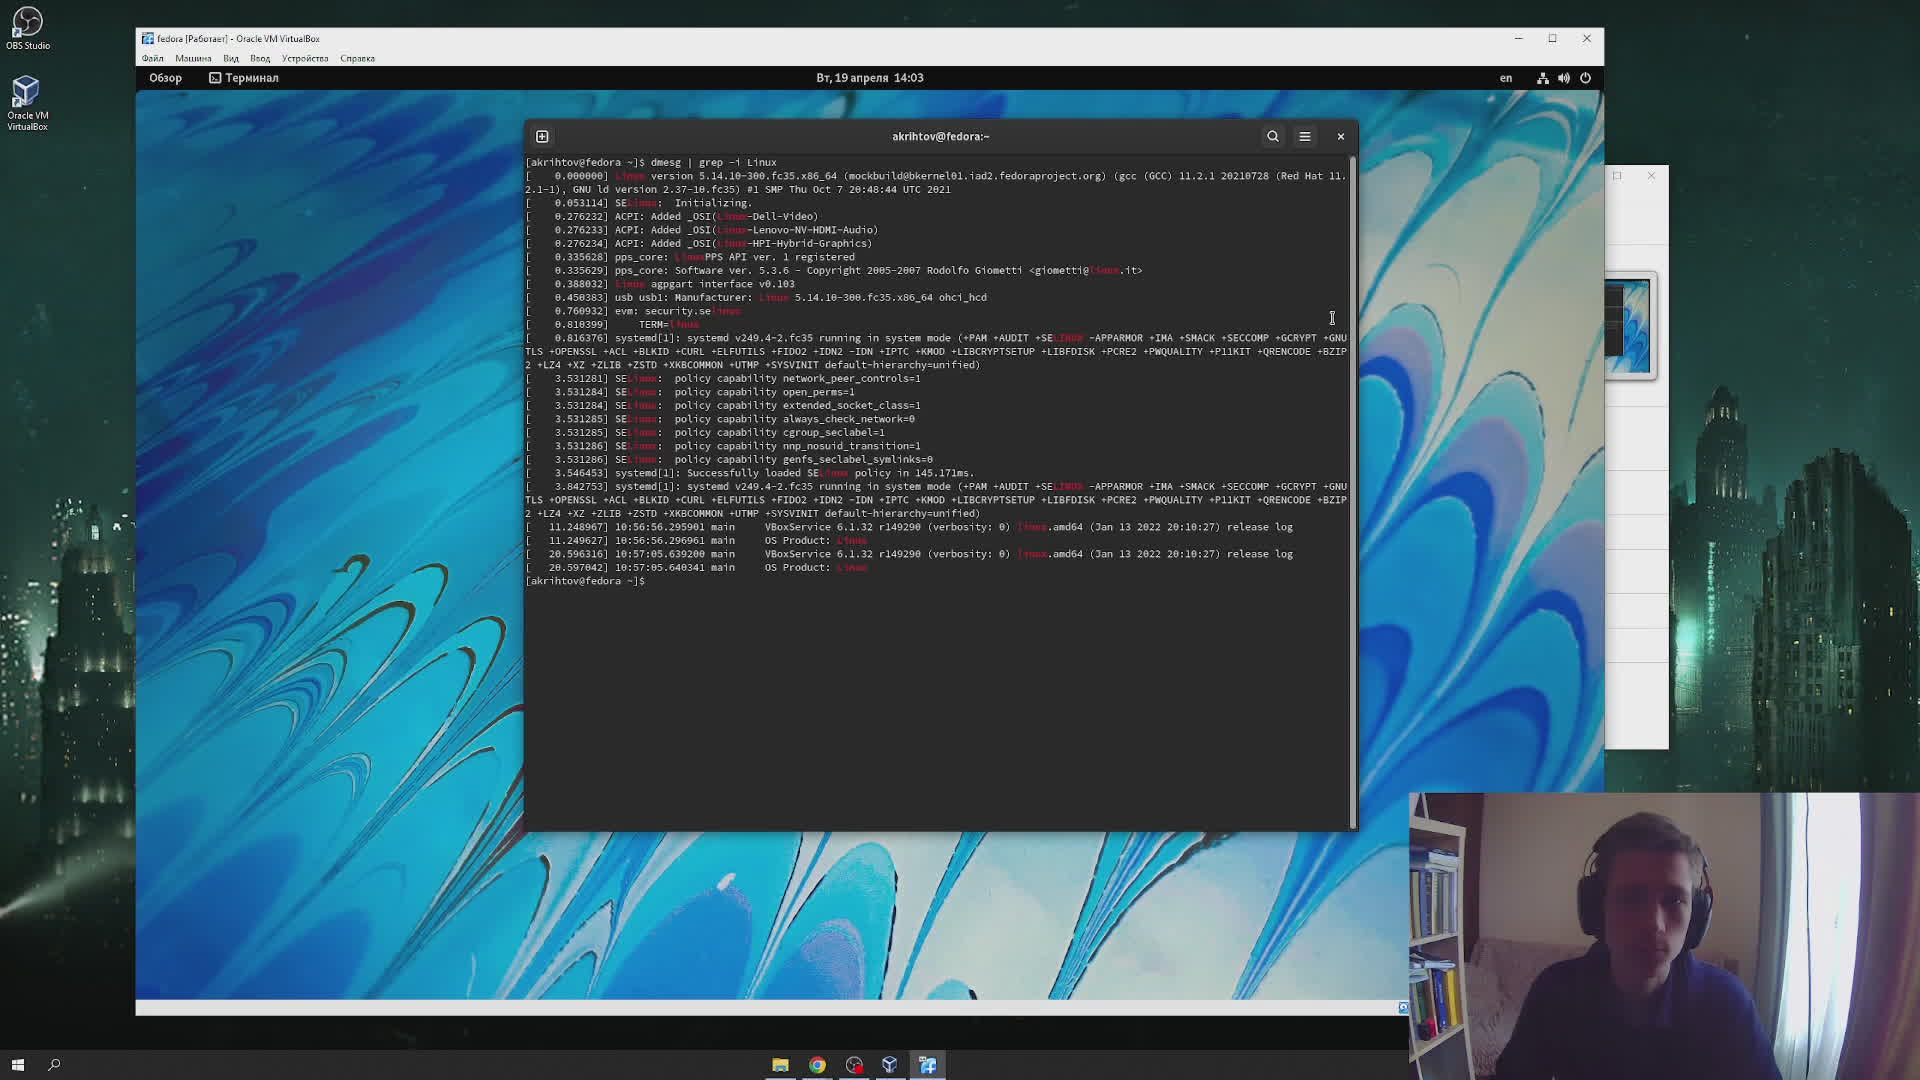 OBS Studio
Oracle VM
VirtualBox
fedora [Работает] - Oracle VM VirtualBox
Файл Машина Вид Ввод Устройства Справка
Обзор Терминал Вт, 19 апреля 14:03 en
akrihtov@fedora:~
[akrihtov@fedora ~]$ dmesg | grep -i Linux
[    0.000000] Linux version 5.14.10-300.fc35.x86_64 (mockbuild@bkernel01.iad2.fedoraproject.org) (gcc (GCC) 11.2.1 20210728 (Red Hat 11.
2.1-1), GNU ld version 2.37-10.fc35) #1 SMP Thu Oct 7 20:48:44 UTC 2021
[    0.053114] SELinux:  Initializing.
[    0.276232] ACPI: Added _OSI(Linux-Dell-Video)
[    0.276233] ACPI: Added _OSI(Linux-Lenovo-NV-HDMI-Audio)
[    0.276234] ACPI: Added _OSI(Linux-HPI-Hybrid-Graphics)
[    0.335628] pps_core: LinuxPPS API ver. 1 registered
[    0.335629] pps_core: Software ver. 5.3.6 - Copyright 2005-2007 Rodolfo Giometti <giometti@linux.it>
[    0.388032] Linux agpgart interface v0.103
[    0.450383] usb usb1: Manufacturer: Linux 5.14.10-300.fc35.x86_64 ohci_hcd
[    0.760932] evm: security.selinux
[    0.810399]     TERM=linux
[    0.816376] systemd[1]: systemd v249.4-2.fc35 running in system mode (+PAM +AUDIT +SELINUX -APPARMOR +IMA +SMACK +SECCOMP +GCRYPT +GNU
TLS +OPENSSL +ACL +BLKID +CURL +ELFUTILS +FIDO2 +IDN2 -IDN +IPTC +KMOD +LIBCRYPTSETUP +LIBFDISK +PCRE2 +PWQUALITY +P11KIT +QRENCODE +BZIP
2 +LZ4 +XZ +ZLIB +ZSTD +XKBCOMMON +UTMP +SYSVINIT default-hierarchy=unified)
[    3.531281] SELinux:  policy capability network_peer_controls=1
[    3.531284] SELinux:  policy capability open_perms=1
[    3.531284] SELinux:  policy capability extended_socket_class=1
[    3.531285] SELinux:  policy capability always_check_network=0
[    3.531285] SELinux:  policy capability cgroup_seclabel=1
[    3.531286] SELinux:  policy capability nnp_nosuid_transition=1
[    3.531286] SELinux:  policy capability genfs_seclabel_symlinks=0
[    3.546453] systemd[1]: Successfully loaded SELinux policy in 145.171ms.
[    3.842753] systemd[1]: systemd v249.4-2.fc35 running in system mode (+PAM +AUDIT +SELINUX -APPARMOR +IMA +SMACK +SECCOMP +GCRYPT +GNU
TLS +OPENSSL +ACL +BLKID +CURL +ELFUTILS +FIDO2 +IDN2 -IDN +IPTC +KMOD +LIBCRYPTSETUP +LIBFDISK +PCRE2 +PWQUALITY +P11KIT +QRENCODE +BZIP
2 +LZ4 +XZ +ZLIB +ZSTD +XKBCOMMON +UTMP +SYSVINIT default-hierarchy=unified)
[   11.248967] 10:56:56.295901 main     VBoxService 6.1.32 r149290 (verbosity: 0) linux.amd64 (Jan 13 2022 20:10:27) release log
[   11.249627] 10:56:56.296961 main     OS Product: Linux
[   20.596316] 10:57:05.639200 main     VBoxService 6.1.32 r149290 (verbosity: 0) linux.amd64 (Jan 13 2022 20:10:27) release log
[   20.597042] 10:57:05.640341 main     OS Product: Linux
[akrihtov@fedora ~]$